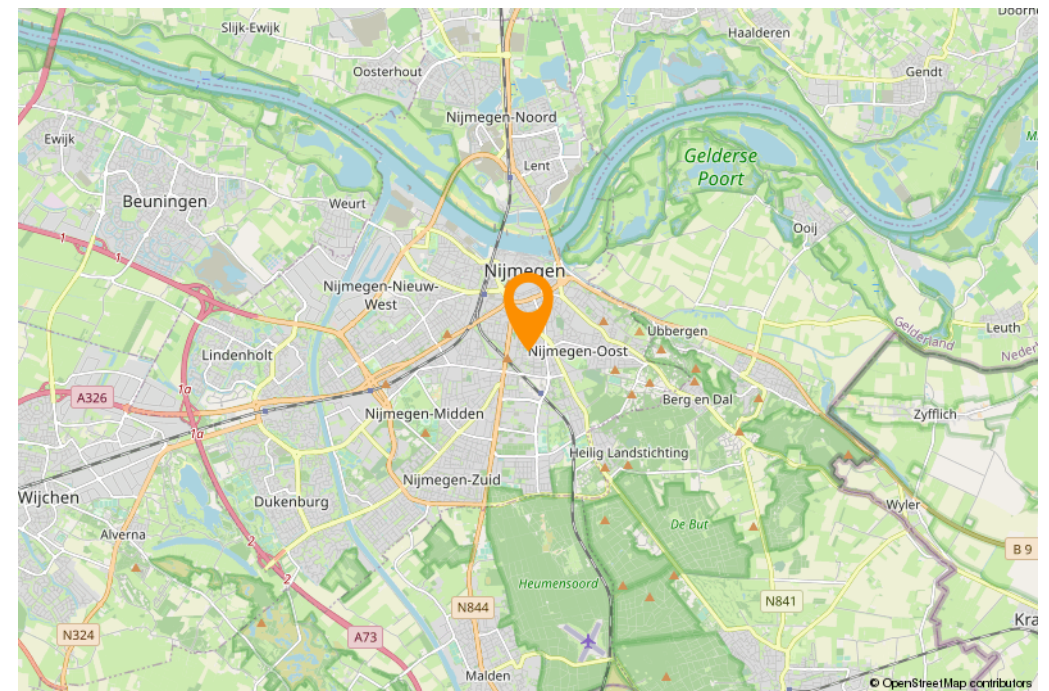 Slijk-Ewijk
Haalderen
Oosterhout
Gendt
Nijmegen-Noord
Ewijk
Lent
Gelderse
Poort
Beuningen
Weurt
Ooij
1
1
Nijmegen
Nijmegen-Nieuw-
West
Ubbergen
Gelderland
Leuth
Lindenholt
Nijmegen-Oost
1a
A326
Berg en Dal
Nijmegen-Midden
Zyfflich
1a
Heilig Landstichting
Nijmegen-Zuid
Wijchen
Dukenburg
Wyler
De But
Alverna
2
B 9
2
Heumensoord
N844
N841
N324
A73
Malden
© OpenStreetMap contributors